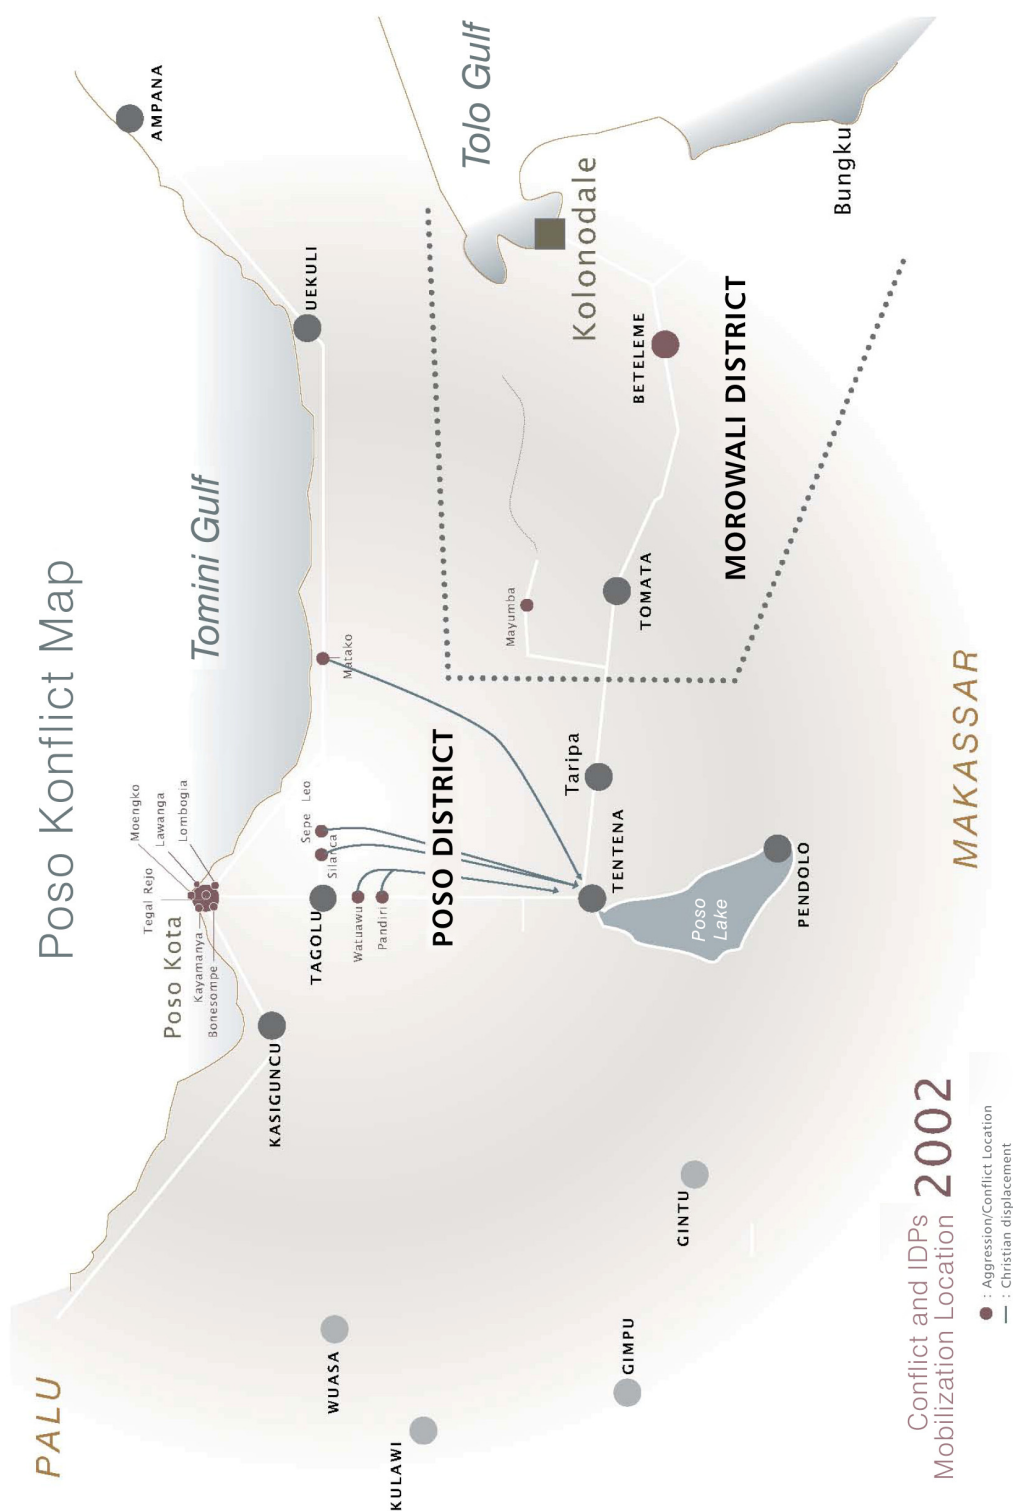 Poso Konflict Map
PALU
Tomini Gulf
Tolo Gulf
AMPANA
UEKULI
Moengko
Lawanga
Lombogia
Tegal Rejo
Poso Kota
Kayamanya
Bonesompe
KASIGUNCU
TAGOLU
Silanca
Sepe Leo
Matako
Watuawu
Pandiri
POSO DISTRICT
WUASA
KULAWI
GIMPU
GINTU
TENTENA
Taripa
Mayumba
TOMATA
BETELEME
Kolonodale
MOROWALI DISTRICT
Bungku
Poso
Lake
PENDOLO
MAKASSAR
Conflict and IDPs
Mobilization Location 2002
: Aggression/Conflict Location
: Christian displacement